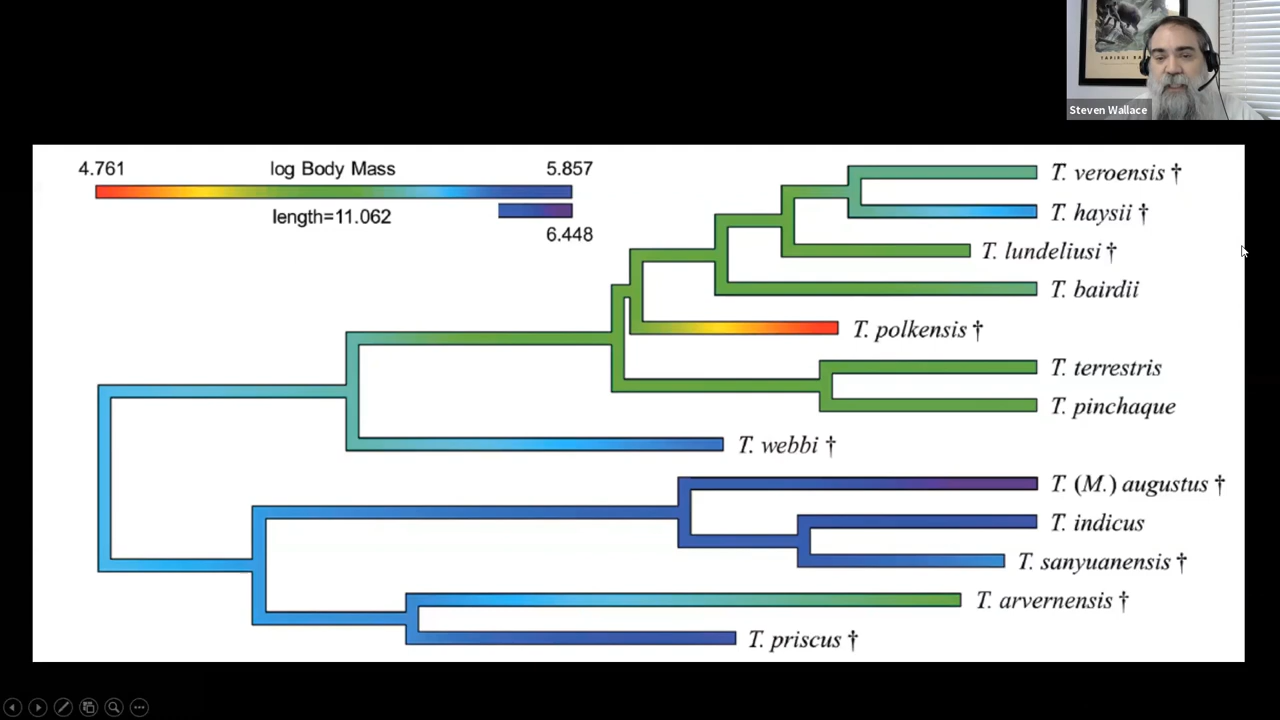 TAPIRUS
Steven Wallace
4.761 log Body Mass 5.857
length=11.062
6.448
T. veroensis †
T. haysii †
T. lundeliusi †
T. bairdii
T. polkensis †
T. terrestris
T. pinchaque
T. webbi †
T. (M.) augustus †
T. indicus
T. sanyuanensis †
T. arvernensis †
T. priscus †